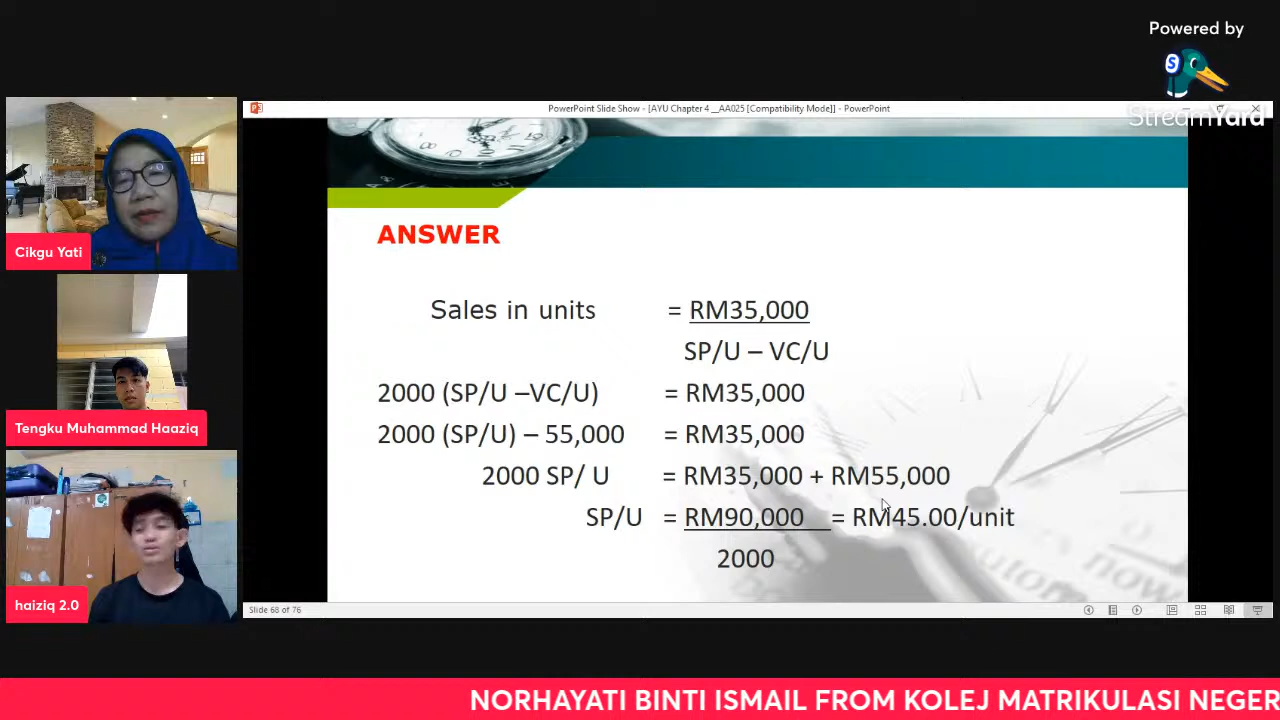 Powered by
StreamYard
PowerPoint Slide Show - [AYU Chapter 4 __AA025 [Compatibility Mode]] - PowerPoint
ANSWER
Sales in units = RM35,000
SP/U – VC/U
2000 (SP/U –VC/U) = RM35,000
2000 (SP/U) – 55,000 = RM35,000
2000 SP/ U = RM35,000 + RM55,000
SP/U = RM90,000 = RM45.00/unit
2000
Slide 68 of 76
Cikgu Yati
Tengku Muhammad Haaziq
haiziq 2.0
NORHAYATI BINTI ISMAIL FROM KOLEJ MATRIKULASI NEGER